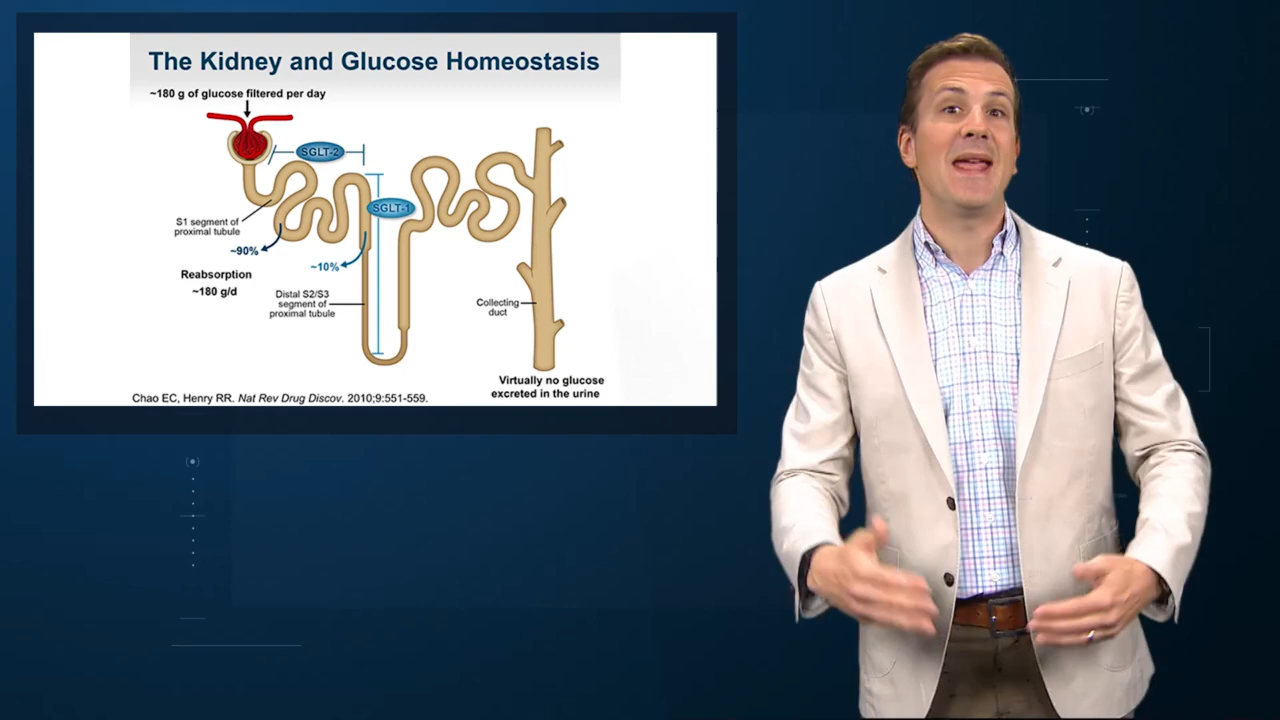 The Kidney and Glucose Homeostasis
~180 g of glucose filtered per day
SGLT-2
SGLT-1
S1 segment of
proximal tubule
~90%
~10%
Reabsorption
~180 g/d
Distal S2/S3
segment of
proximal tubule
Collecting
duct
Virtually no glucose
excreted in the urine
Chao EC, Henry RR. Nat Rev Drug Discov. 2010;9:551-559.